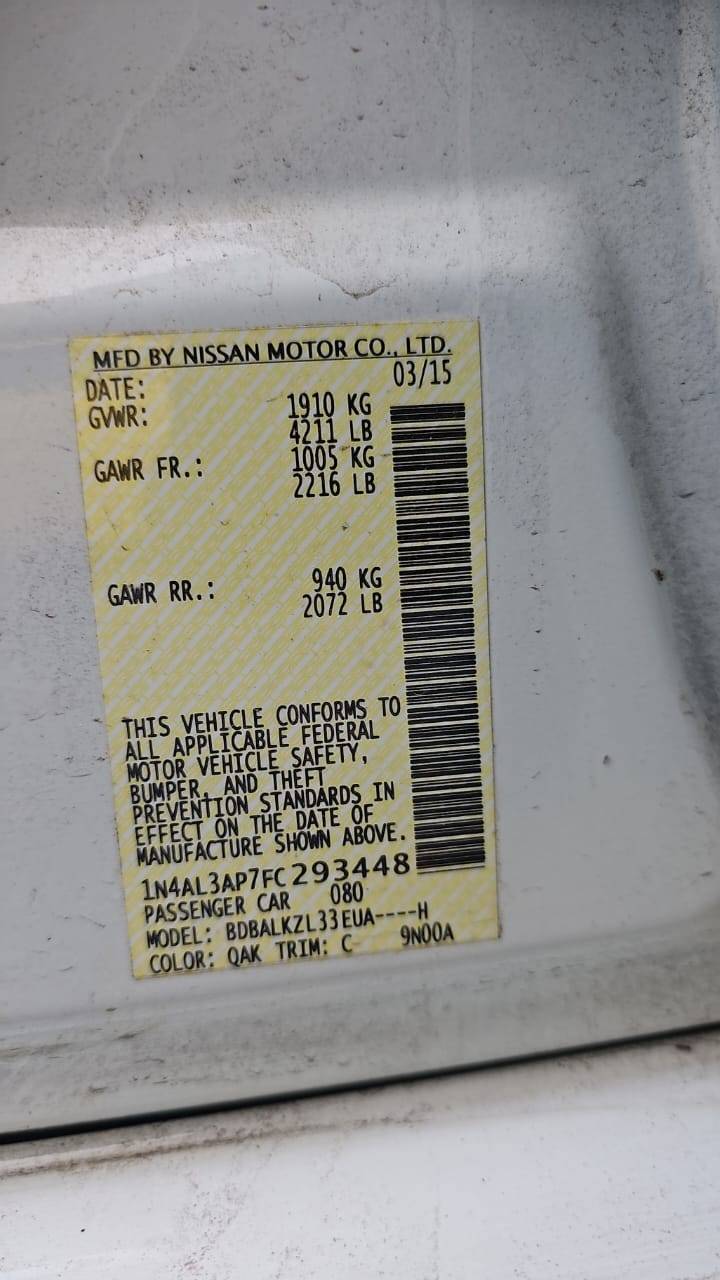 MFD BY NISSAN MOTOR CO., LTD.
DATE: 03/15
GVWR: 1910 KG
4211 LB
GAWR FR.: 1005 KG
2216 LB
GAWR RR.: 940 KG
2072 LB
THIS VEHICLE CONFORMS TO
ALL APPLICABLE FEDERAL
MOTOR VEHICLE SAFETY,
BUMPER, AND THEFT
PREVENTION STANDARDS IN
EFFECT ON THE DATE OF
MANUFACTURE SHOWN ABOVE.
1N4AL3AP7FC293448
PASSENGER CAR 080
MODEL: BDBALKZL33EUA----H
COLOR: QAK TRIM: C 9N00A